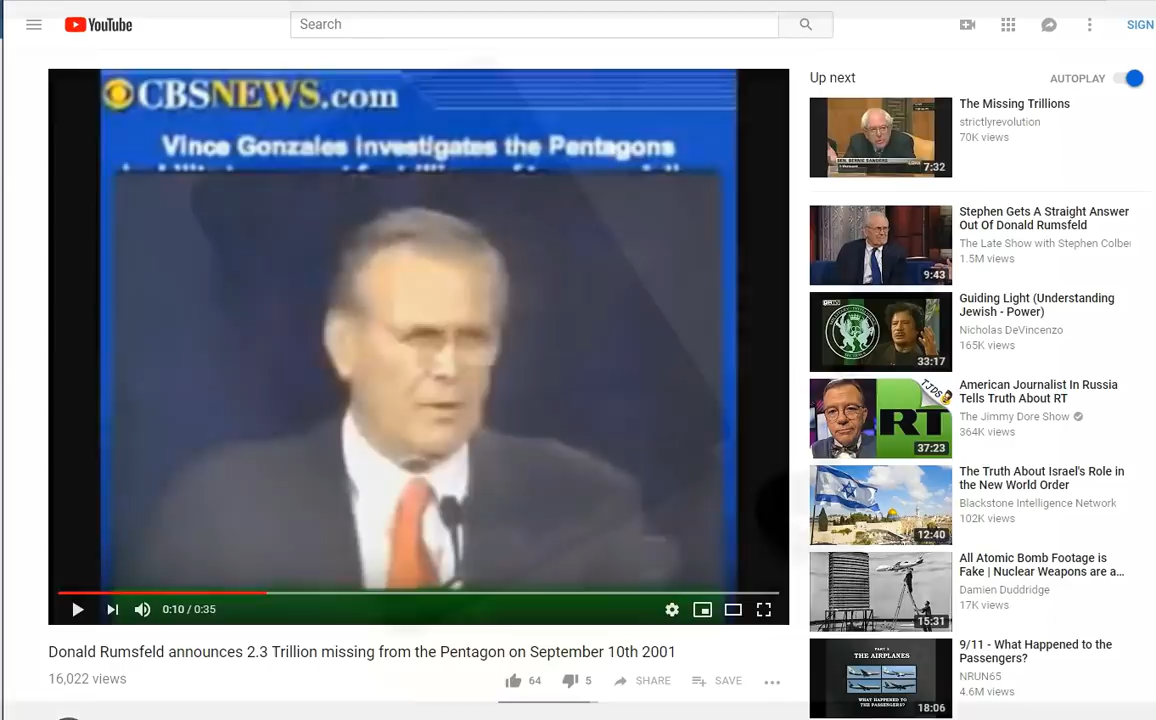 YouTube
Search
SIGN
CBSNEWS.com
Vince Gonzales investigates the Pentagons
0:10 / 0:35
Donald Rumsfeld announces 2.3 Trillion missing from the Pentagon on September 10th 2001
16,022 views
64
5
SHARE
SAVE
Up next
AUTOPLAY
The Missing Trillions
strictlyrevolution
70K views
SEN. BERNIE SANDERS
7:32
Stephen Gets A Straight Answer
Out Of Donald Rumsfeld
The Late Show with Stephen Colber
1.5M views
9:43
Guiding Light (Understanding
Jewish - Power)
Nicholas DeVincenzo
165K views
33:17
American Journalist In Russia
Tells Truth About RT
The Jimmy Dore Show
364K views
TJDS
RT
37:23
The Truth About Israel's Role in
the New World Order
Blackstone Intelligence Network
102K views
12:40
All Atomic Bomb Footage is
Fake | Nuclear Weapons are a...
Damien Duddridge
17K views
15:31
9/11 - What Happened to the
Passengers?
NRUN65
4.6M views
THE AIRPLANES
WHAT HAPPENED TO
THE PASSENGERS?
18:06